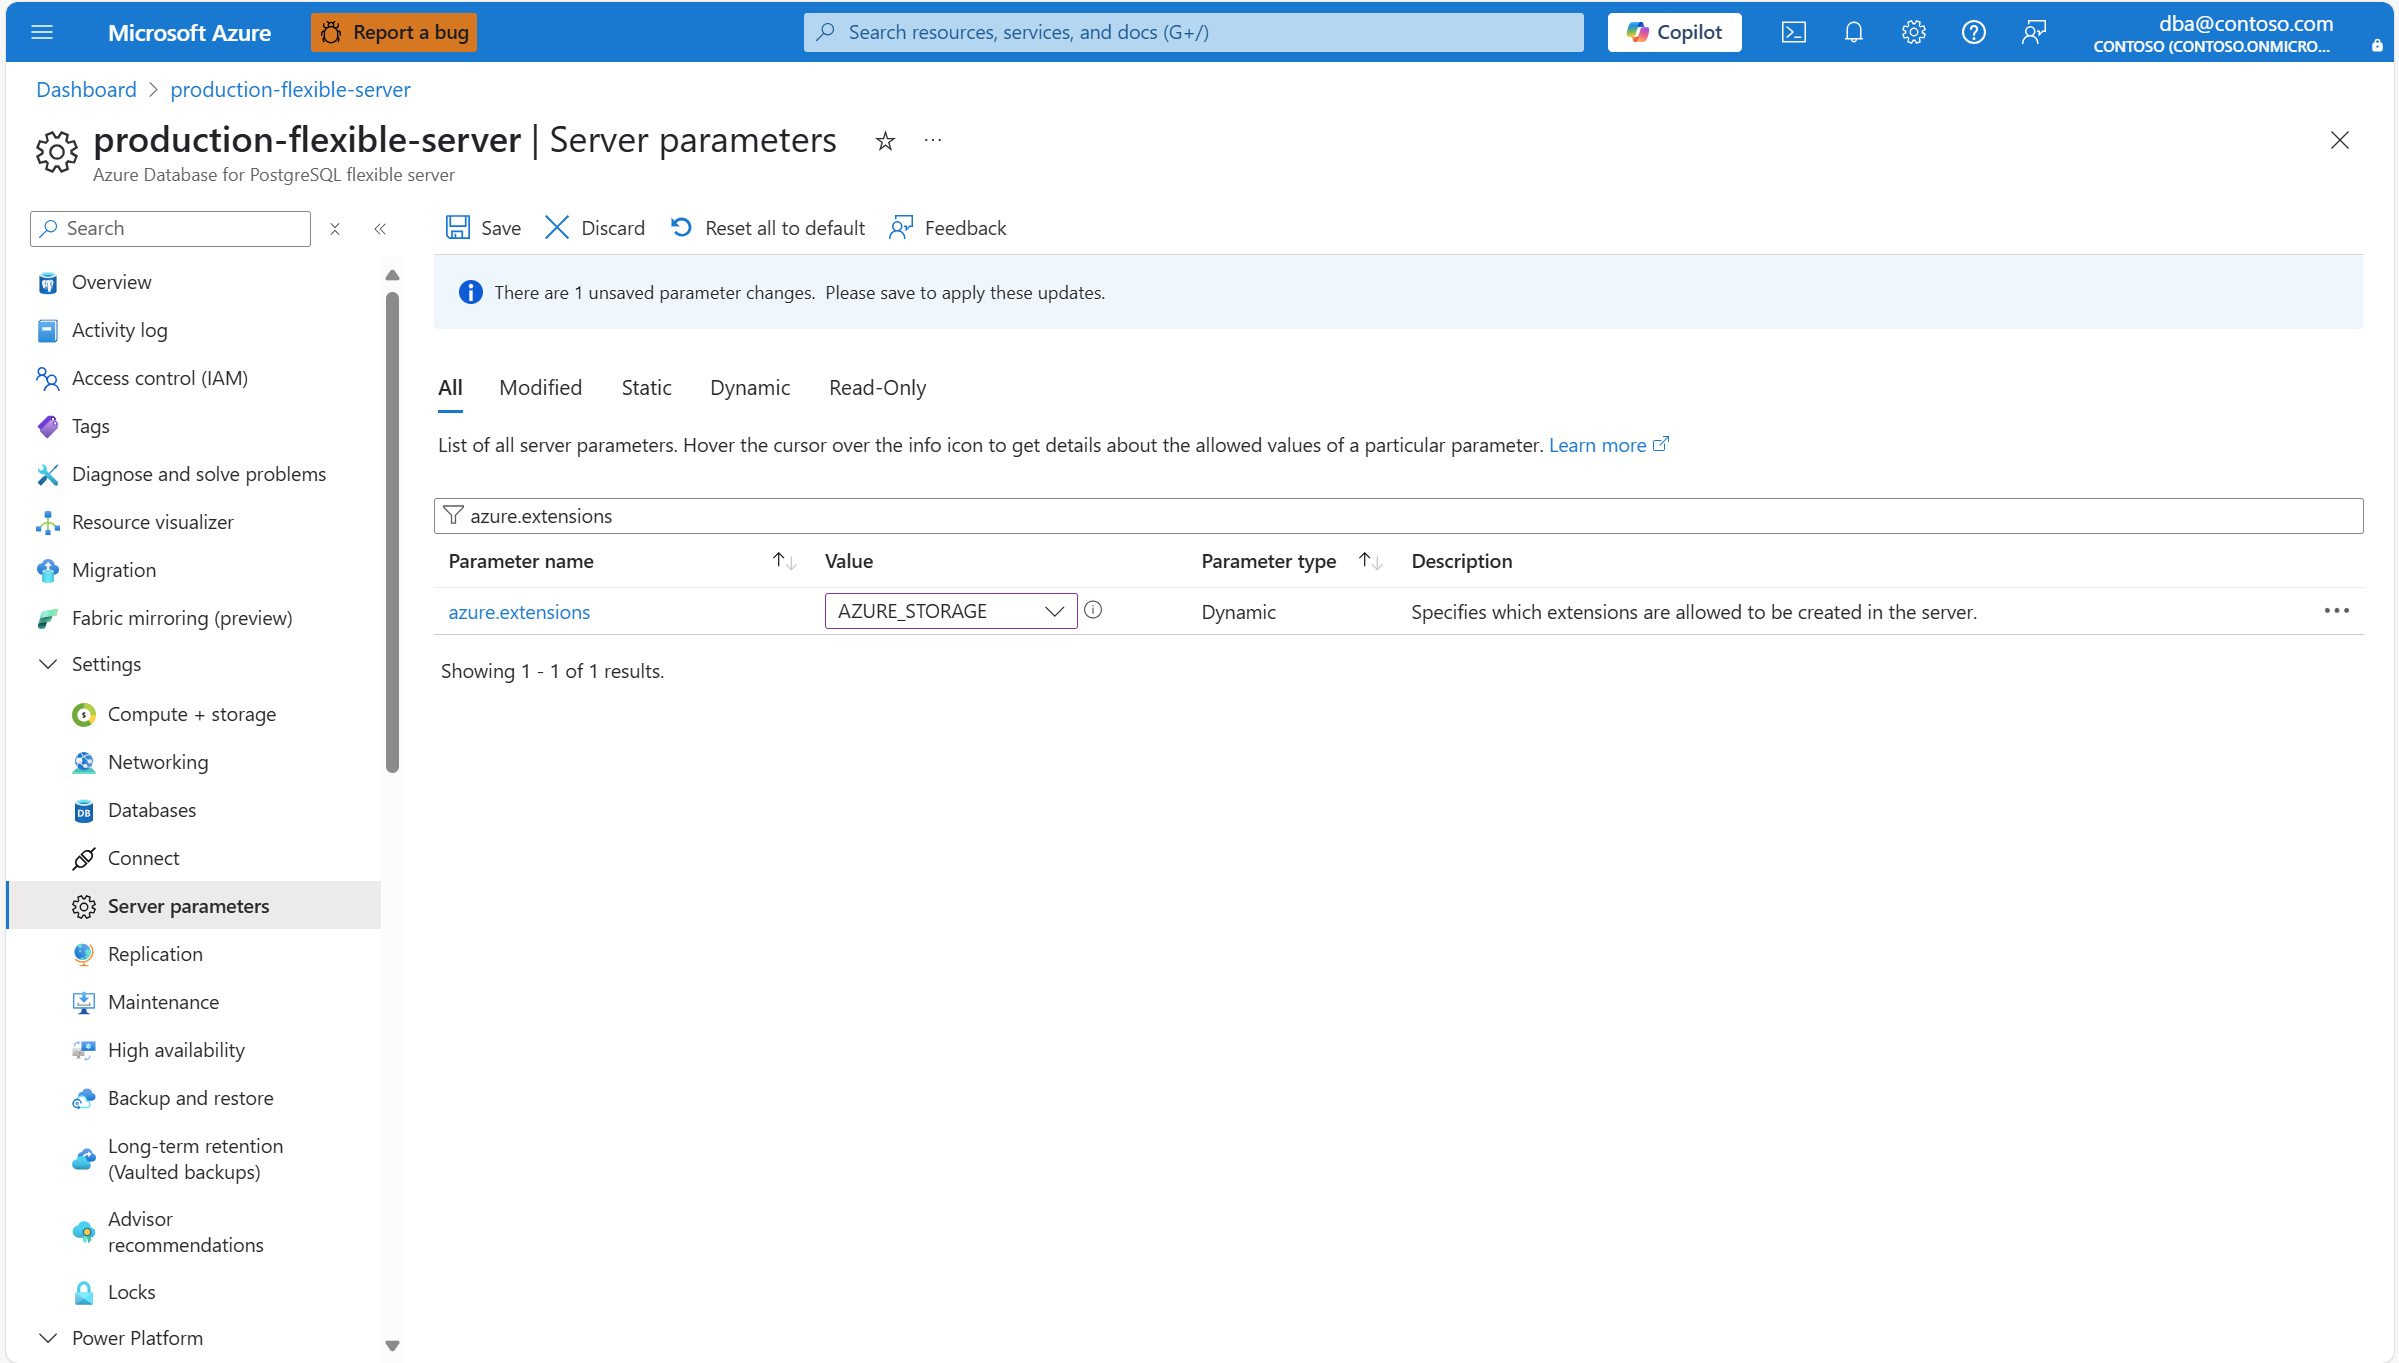 Microsoft Azure
Report a bug
Search resources, services, and docs (G+/)
Copilot
dba@contoso.com
CONTOSO (CONTOSO.ONMICRO...
Dashboard > production-flexible-server
production-flexible-server | Server parameters
Azure Database for PostgreSQL flexible server
Search
Overview
Activity log
Access control (IAM)
Tags
Diagnose and solve problems
Resource visualizer
Migration
Fabric mirroring (preview)
Settings
Compute + storage
Networking
Databases
Connect
Server parameters
Replication
Maintenance
High availability
Backup and restore
Long-term retention
(Vaulted backups)
Advisor
recommendations
Locks
Power Platform
Save
Discard
Reset all to default
Feedback
There are 1 unsaved parameter changes. Please save to apply these updates.
All
Modified
Static
Dynamic
Read-Only
List of all server parameters. Hover the cursor over the info icon to get details about the allowed values of a particular parameter. Learn more
azure.extensions
Parameter name
Value
Parameter type
Description
azure.extensions
AZURE_STORAGE
Dynamic
Specifies which extensions are allowed to be created in the server.
Showing 1 - 1 of 1 results.